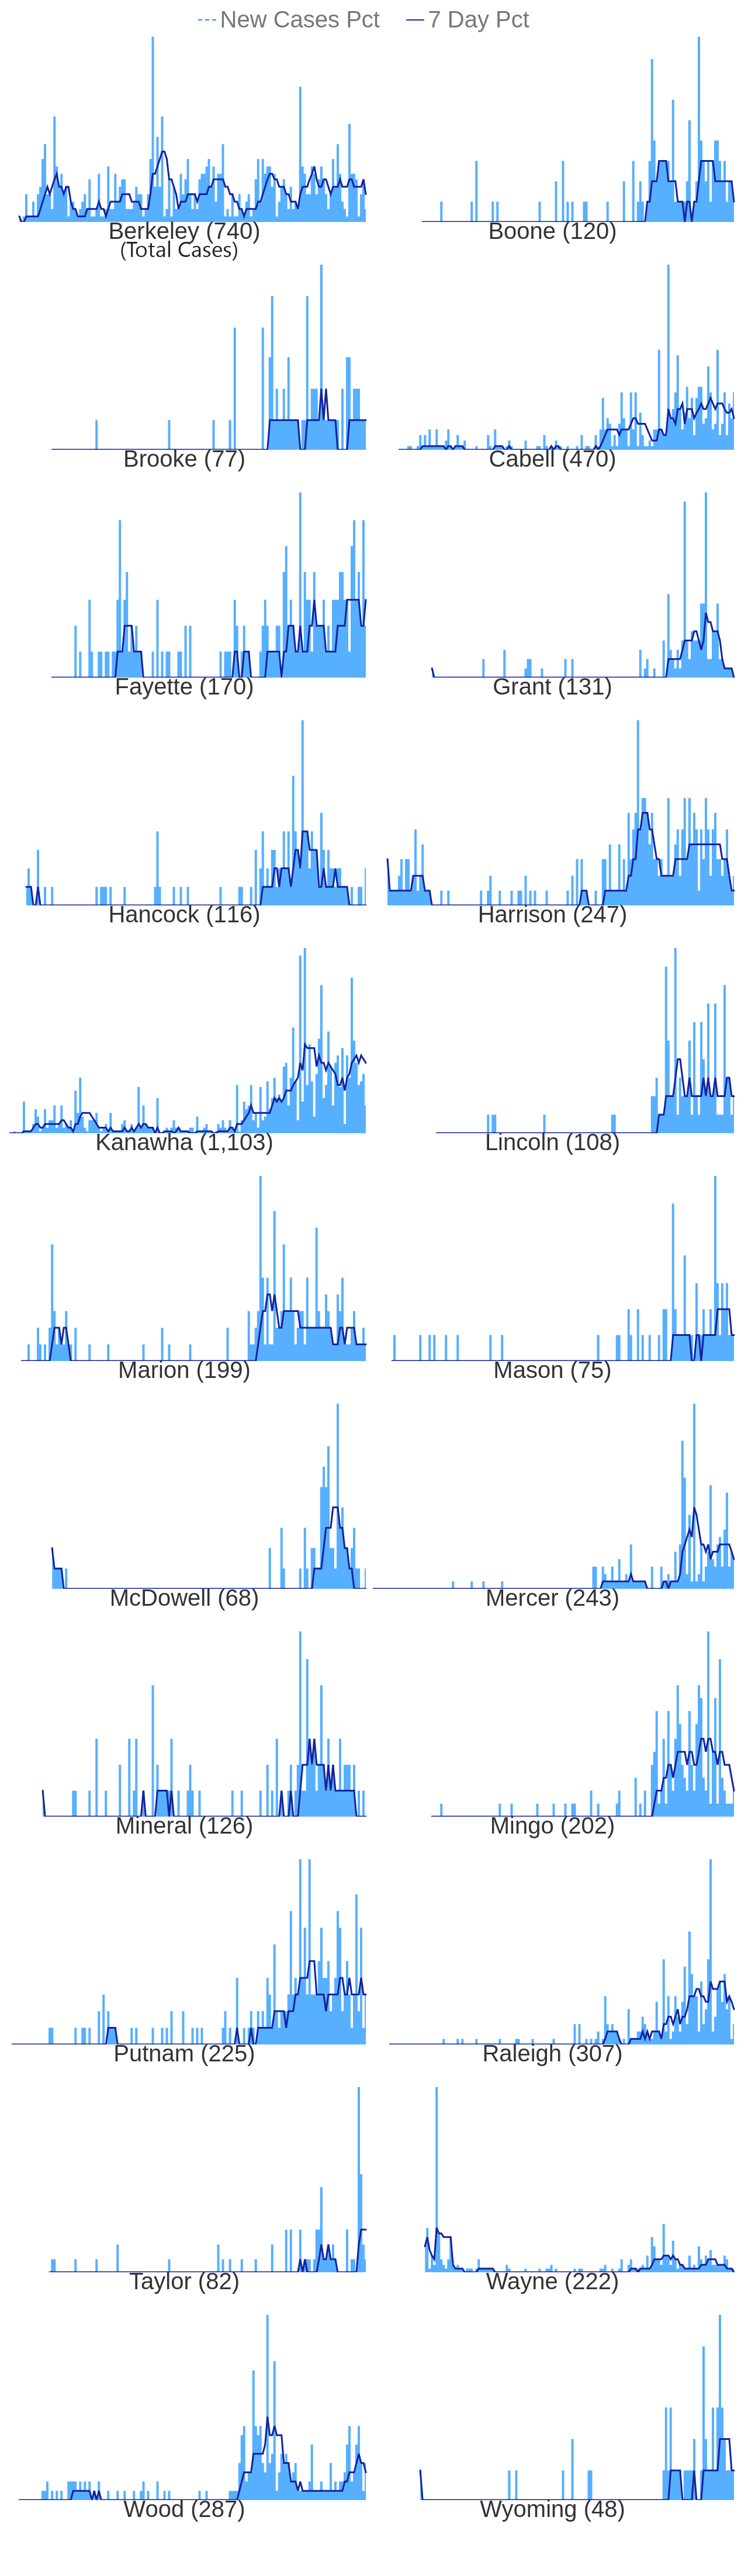 New Cases Pct 7 Day Pct
Berkeley (740) Boone (120)
(Total Cases)
Brooke (77) Cabell (470)
Fayette (170) Grant (131)
Hancock (116) Harrison (247)
Kanawha (1,103) Lincoln (108)
Marion (199) Mason (75)
McDowell (68) Mercer (243)
Mineral (126) Mingo (202)
Putnam (225) Raleigh (307)
Taylor (82) Wayne (222)
Wood (287) Wyoming (48)